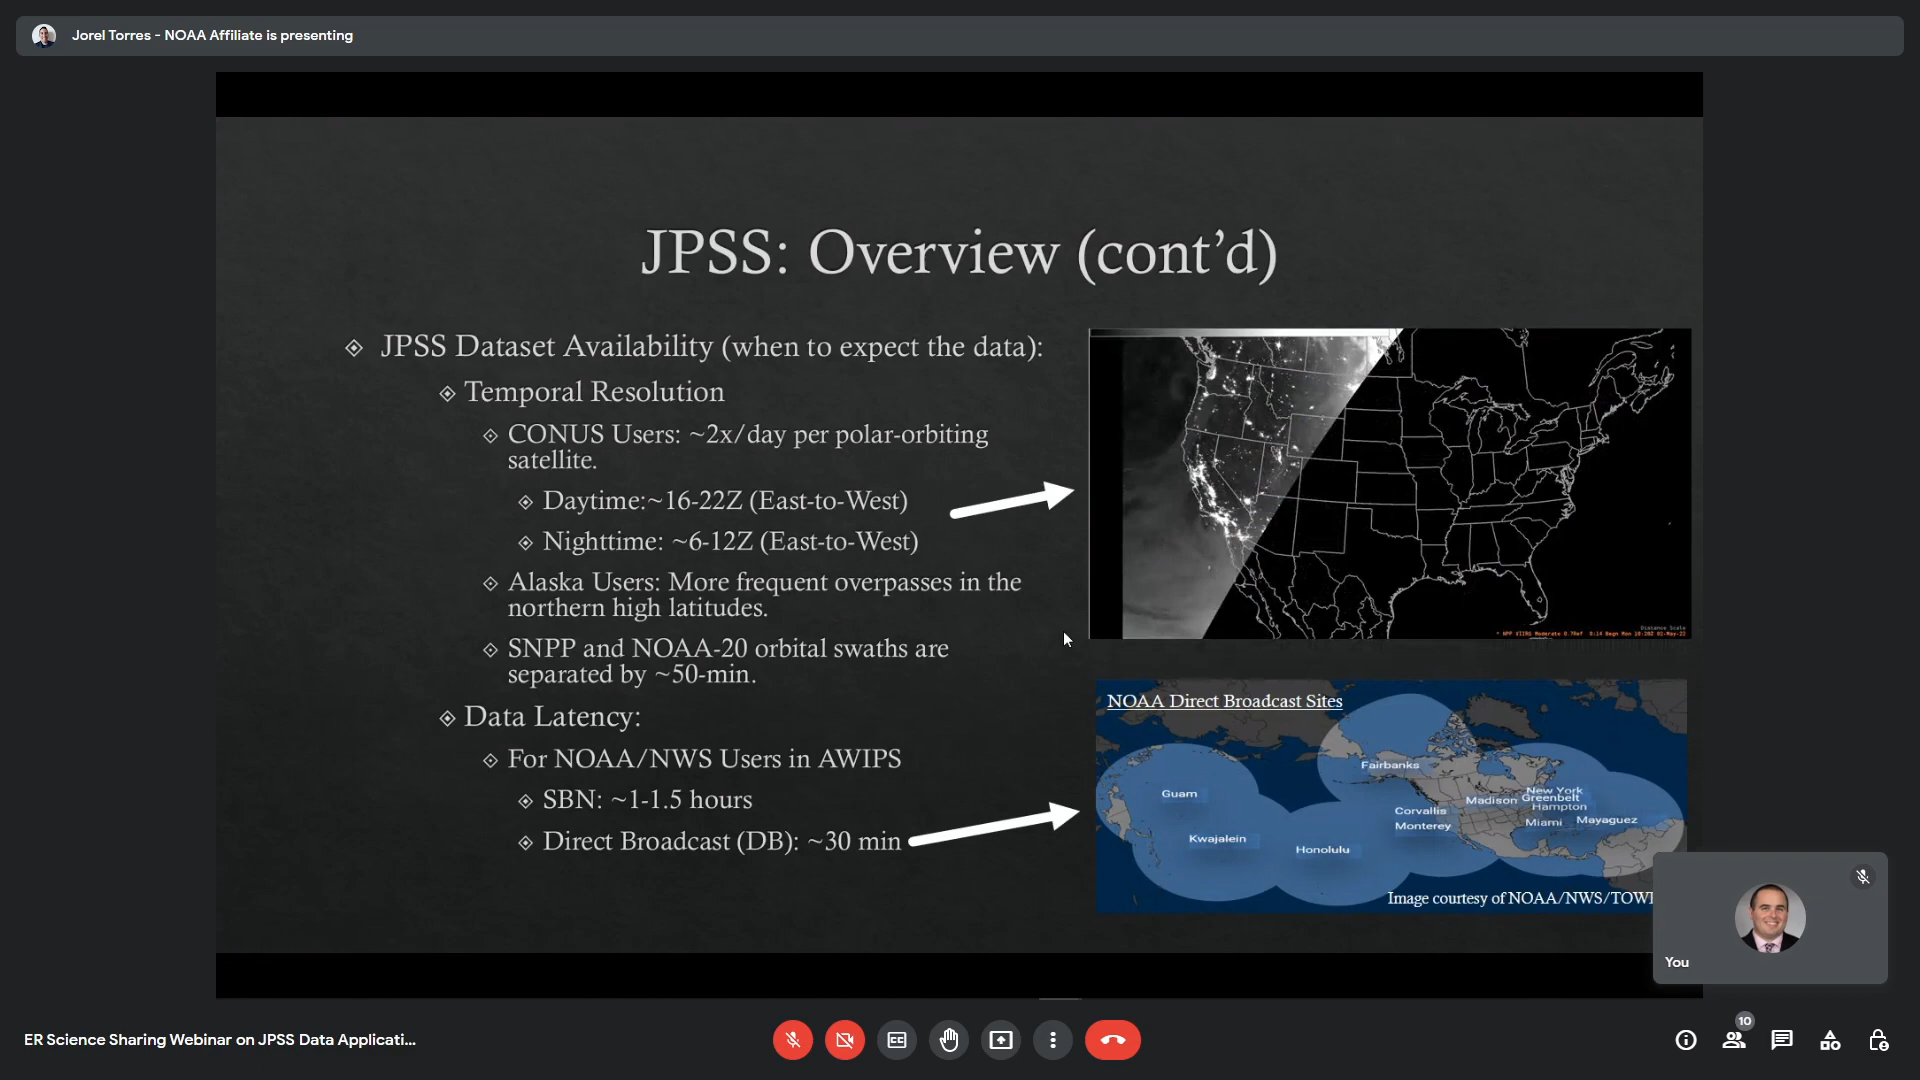 Jorel Torres - NOAA Affiliate is presenting
JPSS: Overview (cont’d)
JPSS Dataset Availability (when to expect the data):
Temporal Resolution
CONUS Users: ~2x/day per polar-orbiting
satellite.
Daytime:~16-22Z (East-to-West)
Nighttime: ~6-12Z (East-to-West)
Alaska Users: More frequent overpasses in the
northern high latitudes.
SNPP and NOAA-20 orbital swaths are
separated by ~50-min.
Data Latency:
For NOAA/NWS Users in AWIPS
SBN: ~1-1.5 hours
Direct Broadcast (DB): ~30 min
Distance Scale
NOAA Direct Broadcast Sites
Fairbanks
Guam
New York
Madison Greenbelt
Hampton
Corvallis
Monterey
Miami
Mayaguez
Kwajalein
Honolulu
Image courtesy of NOAA/NWS/TOWR
You
ER Science Sharing Webinar on JPSS Data Applicati...
CC
10